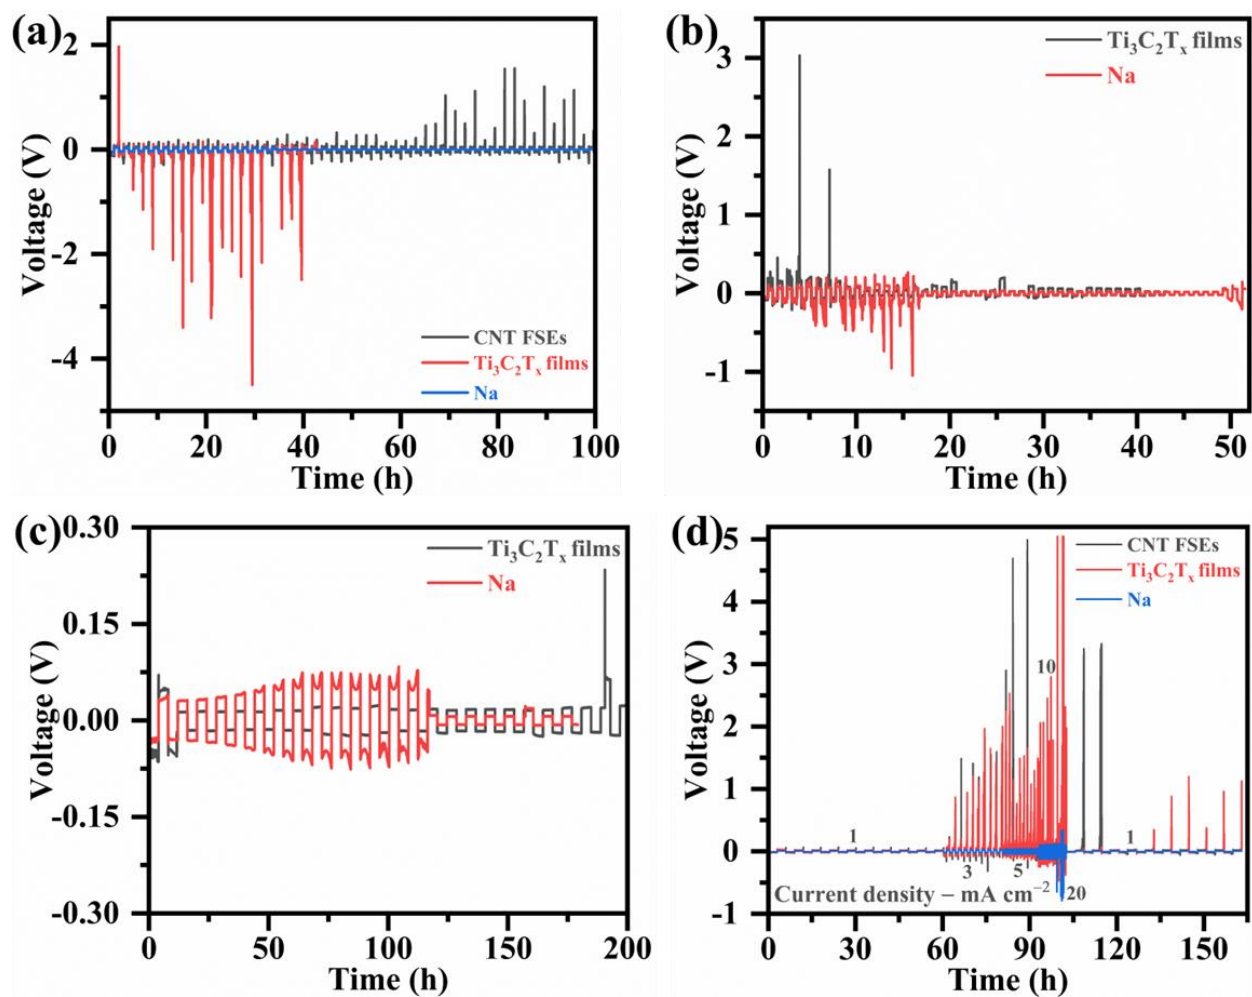 (a)
2
0
-2
-4
Voltage (V)
CNT FSEs
Ti₃C₂Tₓ films
Na
0 20 40 60 80 100
Time (h)
(b)
3
2
1
0
-1
Voltage (V)
Ti₃C₂Tₓ films
Na
0 10 20 30 40 50
Time (h)
(c)
0.30
0.15
0.00
-0.15
-0.30
Voltage (V)
Ti₃C₂Tₓ films
Na
0 50 100 150 200
Time (h)
(d)
5
4
3
2
1
0
-1
Voltage (V)
CNT FSEs
Ti₃C₂Tₓ films
Na
10
1
1
3
5
Current density – mA cm⁻²
20
0 30 60 90 120 150
Time (h)